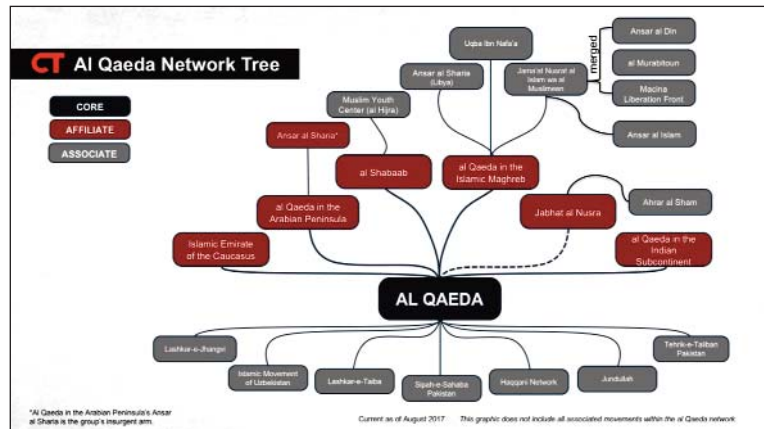 CT Al Qaeda Network Tree
CORE
AFFILIATE
ASSOCIATE
Uqba Ibn Nafa'a
Ansar al Sharia
(Libya)
Jama'at Nusrat al
Islam wa al
Muslimeen
merged
Ansar al Din
al Murabitoun
Macina
Liberation Front
Ansar al Islam
Muslim Youth
Center (al Hijra)
Ansar al Sharia*
al Shabaab
al Qaeda in the
Islamic Maghreb
al Qaeda in the
Arabian Peninsula
Jabhat al Nusra
Ahrar al Sham
Islamic Emirate
of the Caucasus
al Qaeda in the
Indian
Subcontinent
AL QAEDA
Lashkar-e-Jhangvi
Islamic Movement
of Uzbekistan
Lashkar-e-Taiba
Sipah-e-Sahaba
Pakistan
Haqqani Network
Jundullah
Tehrik-e-Taliban
Pakistan
*Al Qaeda in the Arabian Peninsula's Ansar
al Sharia is the group's insurgent arm.
Current as of August 2017
This graphic does not include all associated movements within the al Qaeda network